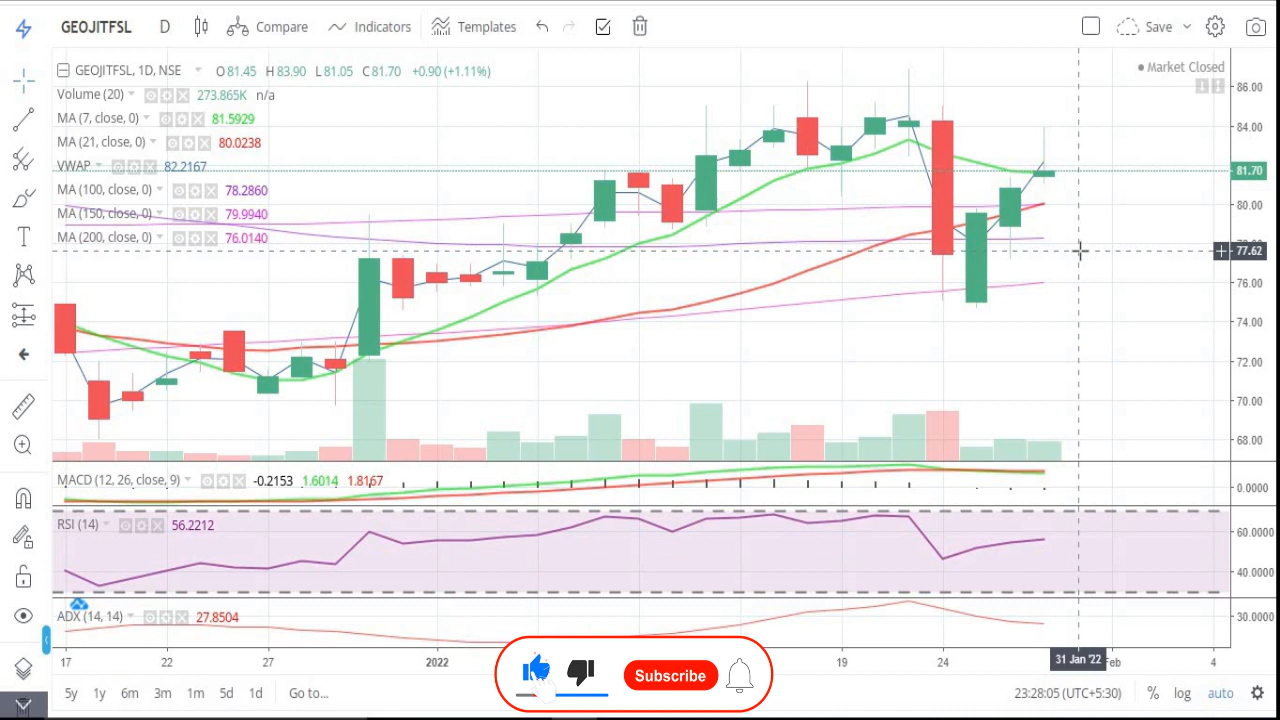 GEOJITFSL D Compare Indicators Templates Save
GEOJITFSL, 1D, NSE O 81.45 H 83.90 L 81.05 C 81.70 +0.90 (+1.11%)
Market Closed
Volume (20) 273.865K n/a
MA (7, close, 0) 81.5929
MA (21, close, 0) 80.0238
VWAP 82.2167
MA (100, close, 0) 78.2860
MA (150, close, 0) 79.9940
MA (200, close, 0) 76.0140
86.00
84.00
81.70
80.00
77.62
76.00
74.00
72.00
70.00
68.00
MACD (12, 26, close, 9) -0.2153 1.6014 1.8167
0.0000
RSI (14) 56.2212
60.0000
40.0000
ADX (14, 14) 27.8504
30.0000
17 22 27 2022 19 24 31 Jan '22 Feb 4
Subscribe
5y 1y 6m 3m 1m 5d 1d Go to... 23:28:05 (UTC+5:30) % log auto